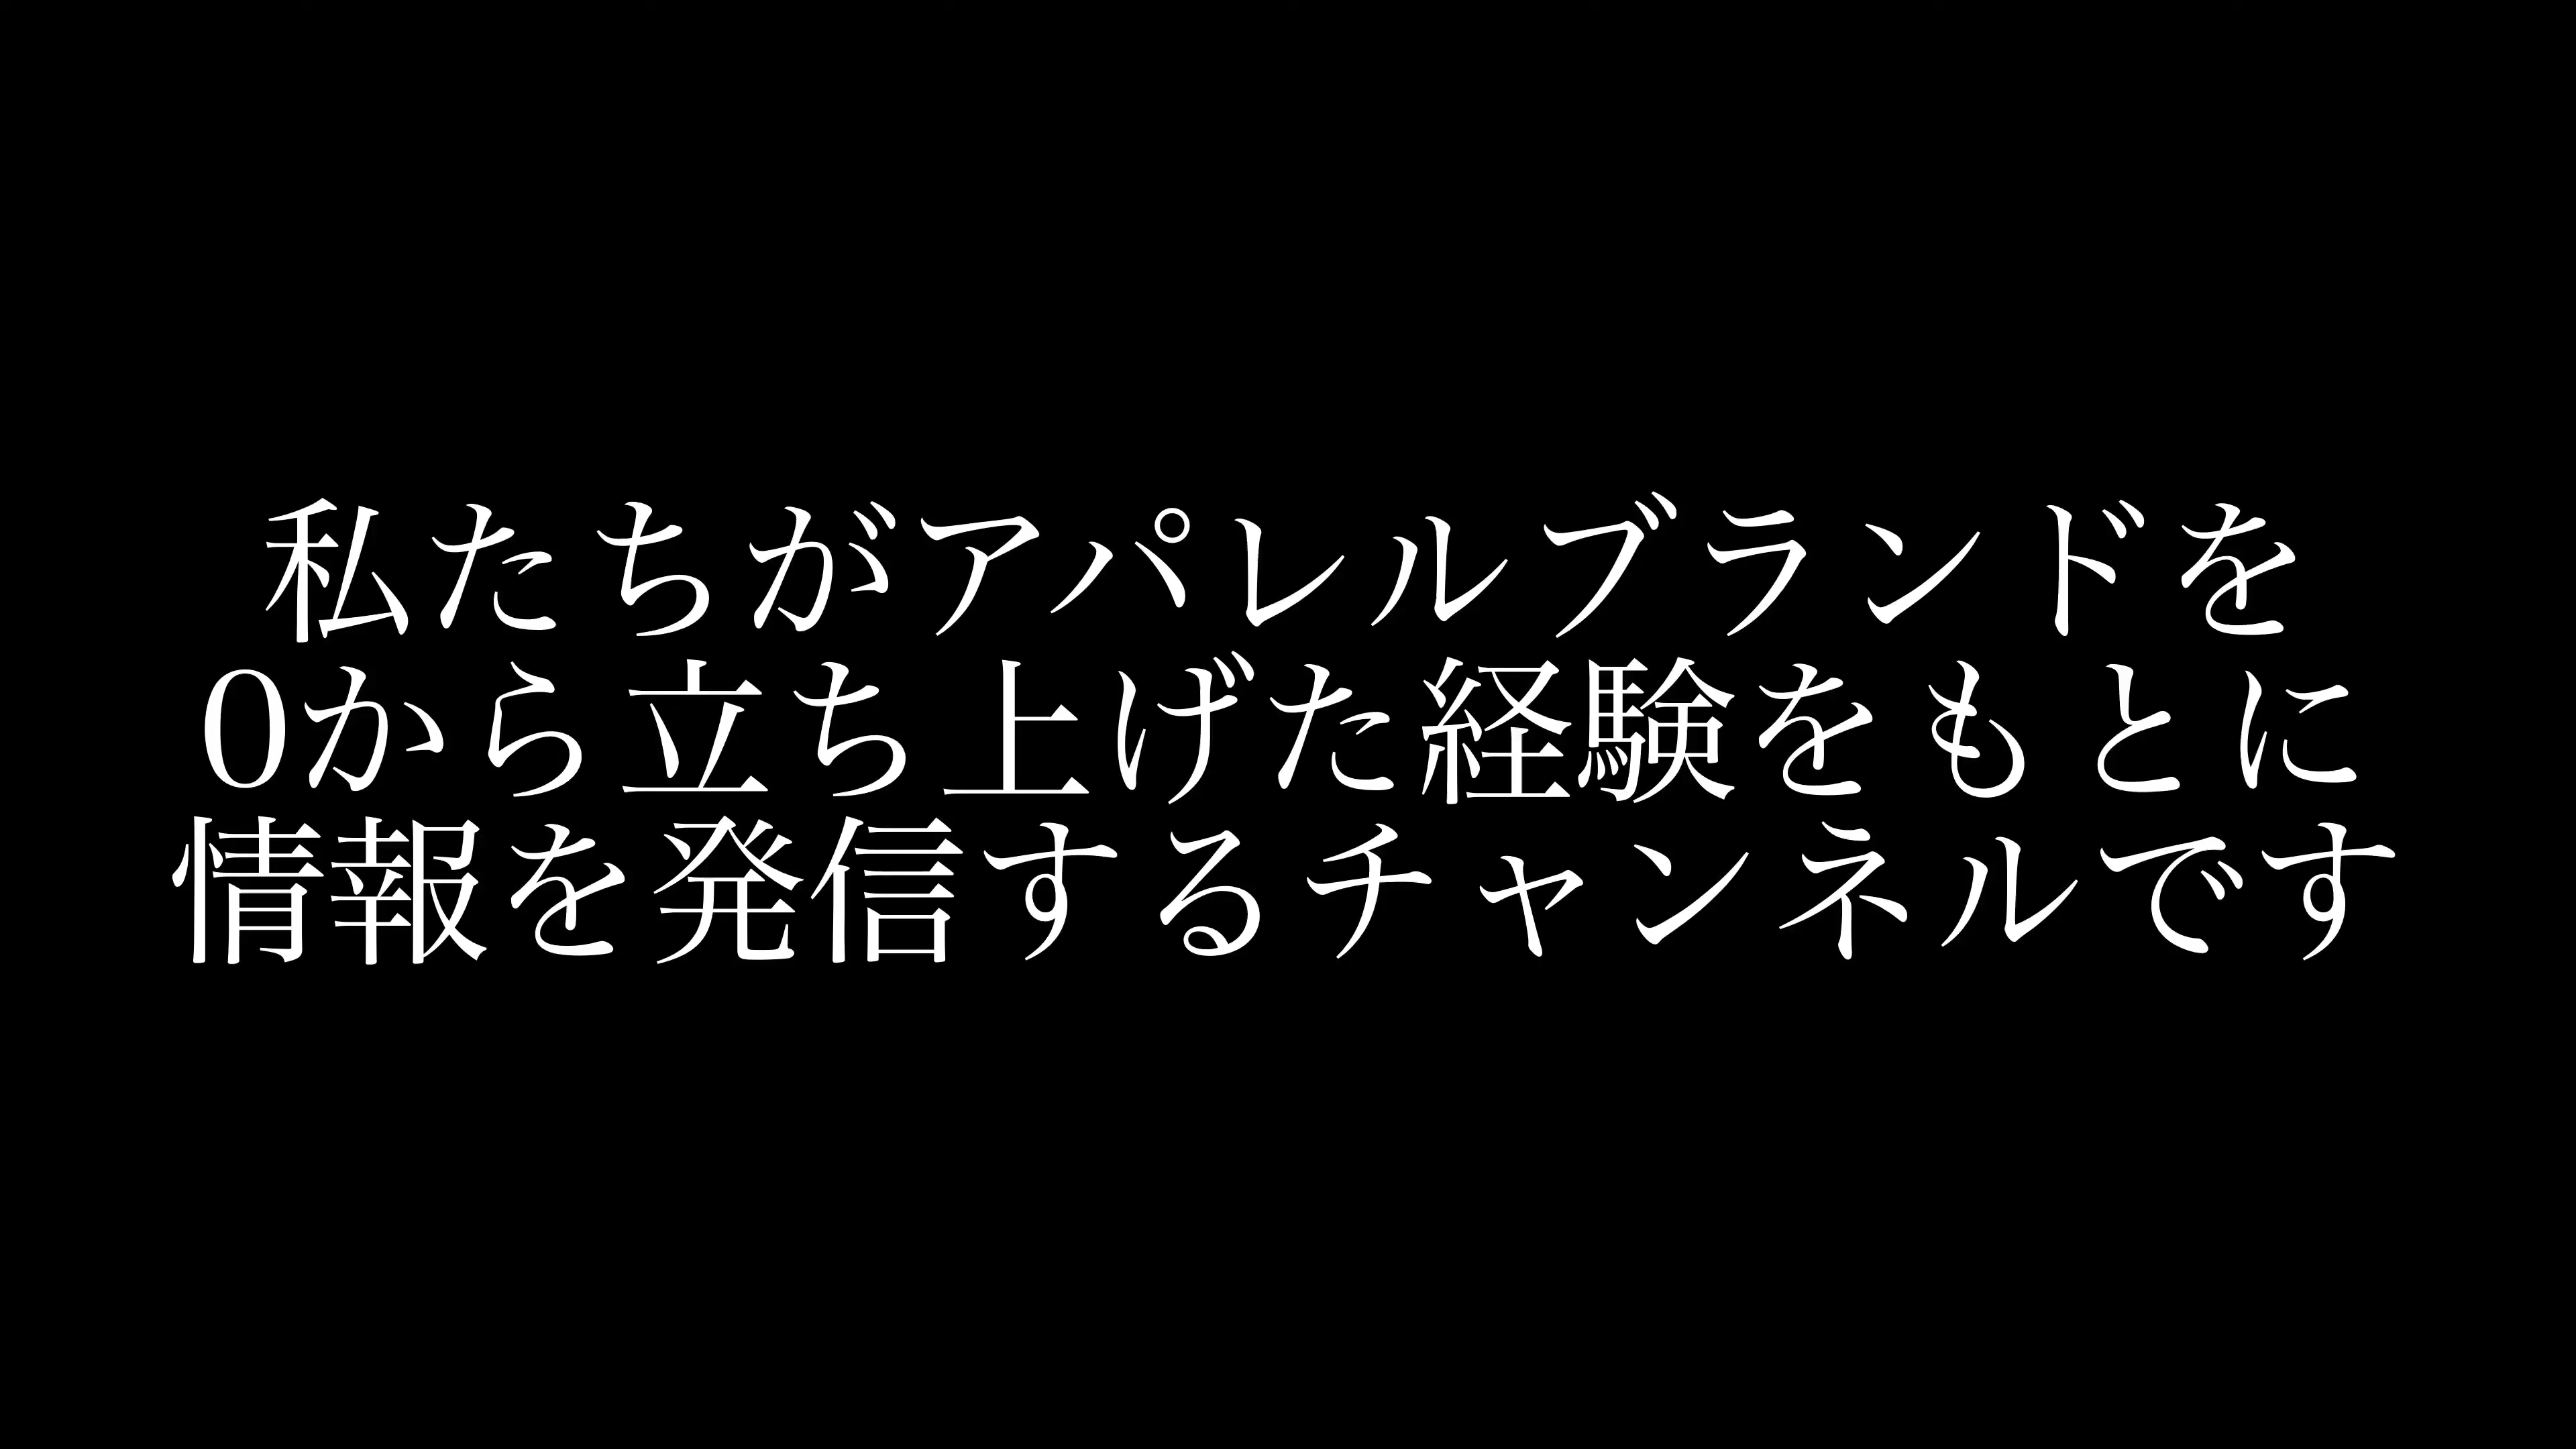 私たちがアパレルブランドを
0から立ち上げた経験をもとに
情報を発信するチャンネルです